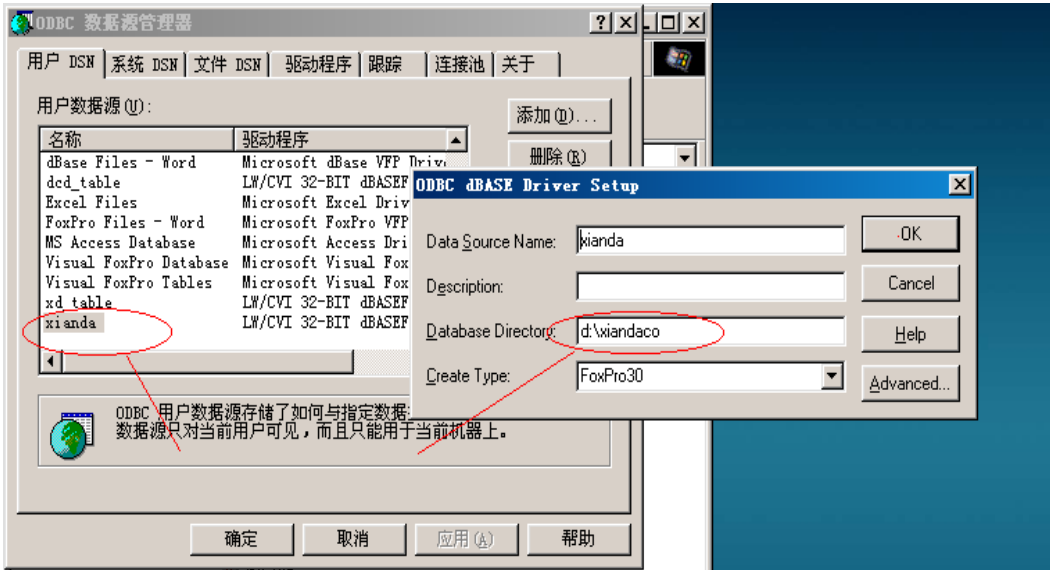 ODBC 数据源管理器
用户 DSN 系统 DSN 文件 DSN 驱动程序 跟踪 连接池 关于
用户数据源(U):
名称 驱动程序
dBase Files - Word Microsoft dBase VFP Driv
dcd_table LW/CVI 32-BIT dBASEF
Excel Files Microsoft Excel Driv
FoxPro Files - Word Microsoft FoxPro VFP
MS Access Database Microsoft Access Dri
Visual FoxPro Database Microsoft Visual Fox
Visual FoxPro Tables Microsoft Visual Fox
xd_table LW/CVI 32-BIT dBASEF
xianda LW/CVI 32-BIT dBASEF
添加(D)...
删除(R)
ODBC 用户数据源存储了如何与指定数据
数据源只对当前用户可见，而且只能用于当前机器上。
确定 取消 应用(A) 帮助
ODBC dBASE Driver Setup
Data Source Name: xianda
Description:
Database Directory: d:\xiandaco
Create Type: FoxPro30
OK
Cancel
Help
Advanced...